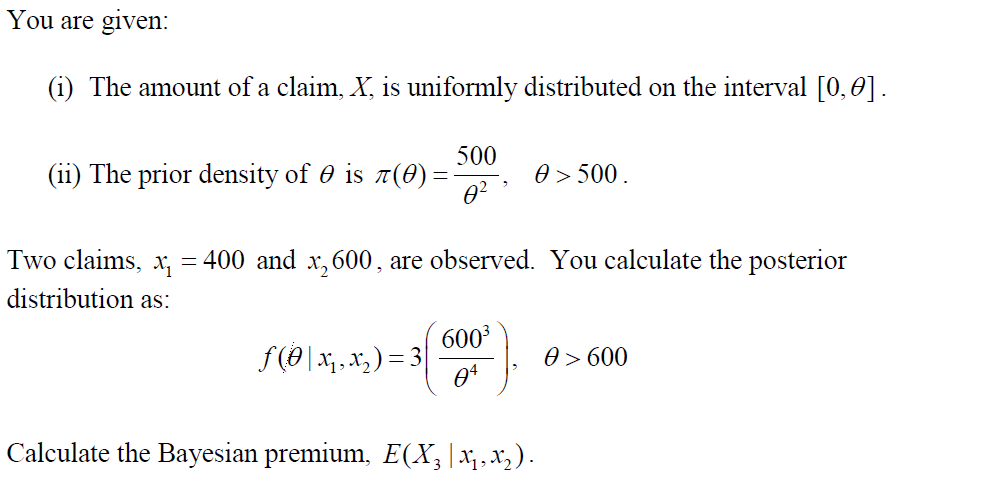 You are given:
(i) The amount of a claim, X, is uniformly distributed on the interval [0, θ].
(ii) The prior density of θ is π(θ) = 500/θ², θ > 500.
Two claims, x₁ = 400 and x₂600, are observed. You calculate the posterior
distribution as:
f(θ | x₁, x₂) = 3(600³/θ⁴), θ > 600
Calculate the Bayesian premium, E(X₃ | x₁, x₂).